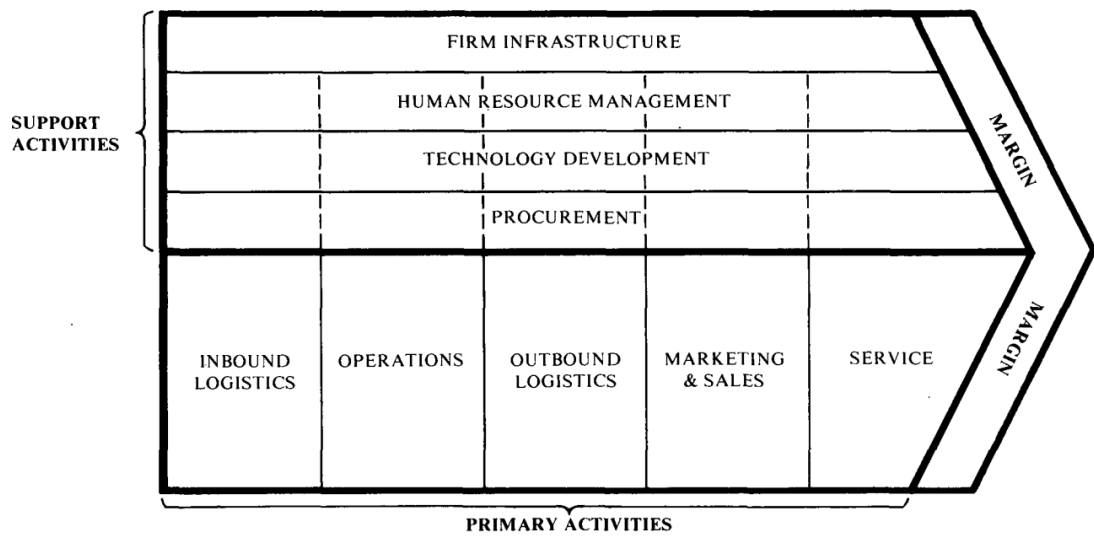 FIRM INFRASTRUCTURE
HUMAN RESOURCE MANAGEMENT
SUPPORT
ACTIVITIES
TECHNOLOGY DEVELOPMENT
PROCUREMENT
MARGIN
INBOUND
LOGISTICS
OPERATIONS
OUTBOUND
LOGISTICS
MARKETING
& SALES
SERVICE
MARGIN
PRIMARY ACTIVITIES